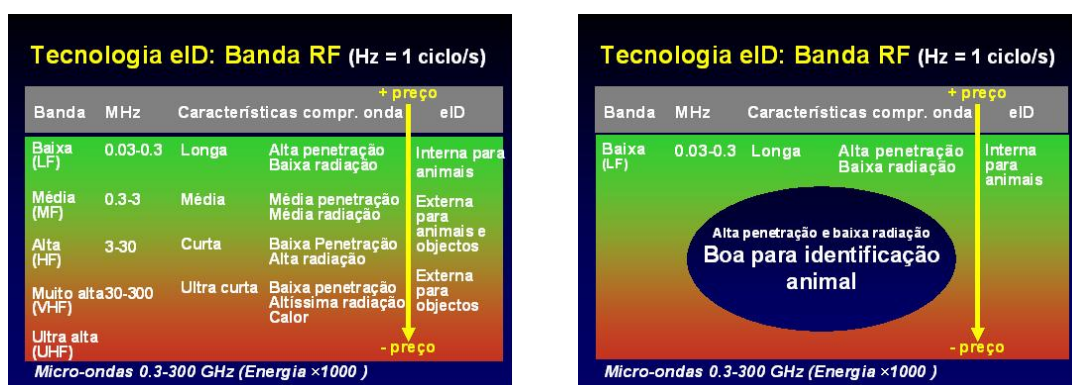 Tecnologia eID: Banda RF (Hz = 1 ciclo/s)
+ preço
Banda MHz Características compr. onda eID
Baixa (LF) 0.03-0.3 Longa Alta penetração Baixa radiação Interna para animais
Média (MF) 0.3-3 Média Média penetração Média radiação Externa para animais e objectos
Alta (HF) 3-30 Curta Baixa Penetração Alta radiação
Muito alta (VHF) 30-300 Ultra curta Baixa penetração Altíssima radiação Calor Externa para objectos
Ultra alta (UHF)
- preço
Micro-ondas 0.3-300 GHz (Energia ×1000 )
Tecnologia eID: Banda RF (Hz = 1 ciclo/s)
+ preço
Banda MHz Características compr. onda eID
Baixa (LF) 0.03-0.3 Longa Alta penetração Baixa radiação Interna para animais
Alta penetração e baixa radiação
Boa para identificação
animal
- preço
Micro-ondas 0.3-300 GHz (Energia ×1000 )